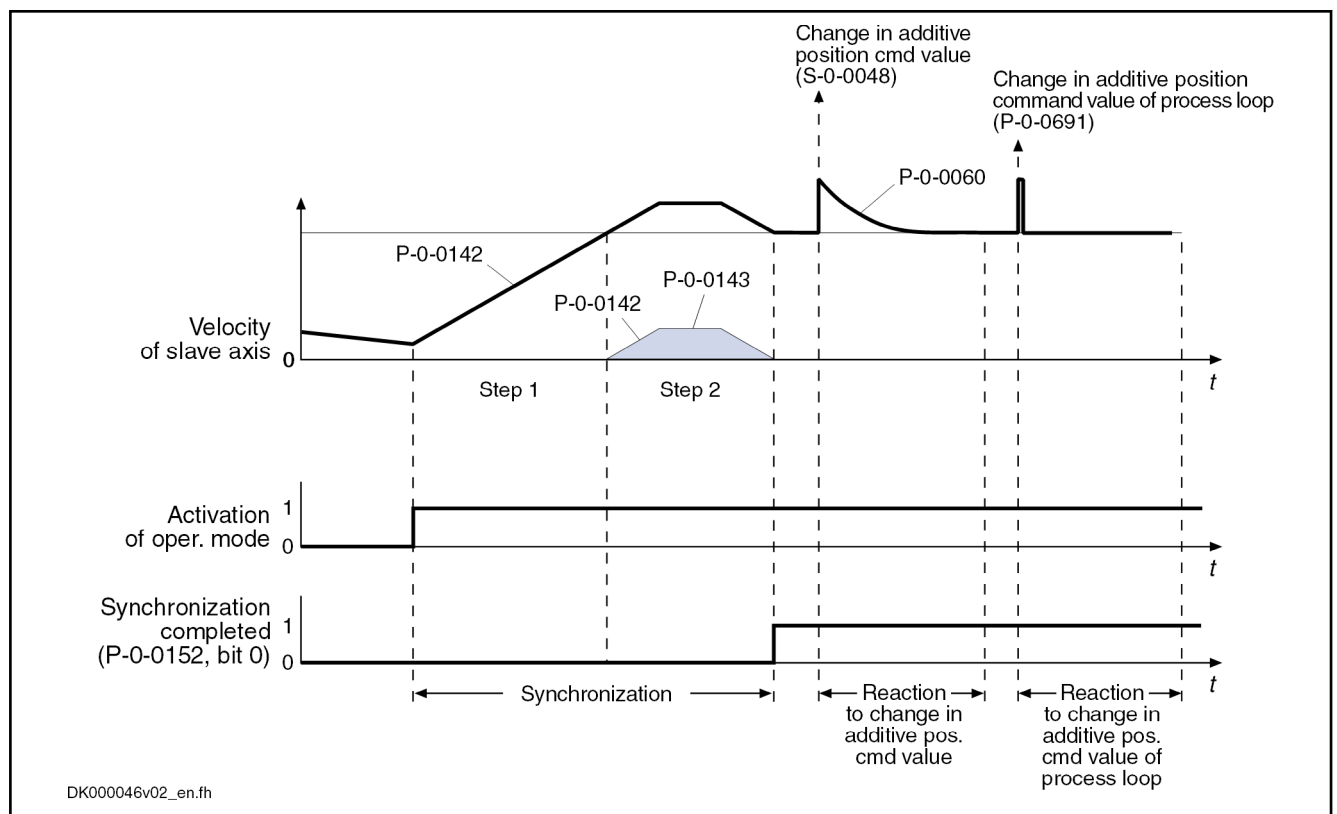 Change in additive
position cmd value
(S-0-0048)
Change in additive position
command value of process loop
(P-0-0691)
P-0-0060
P-0-0142
P-0-0143
P-0-0142
Velocity
of slave axis
0
t
Step 1
Step 2
Activation
of oper. mode
1
0
t
Synchronization
completed
(P-0-0152, bit 0)
1
0
t
Synchronization
Reaction
to change in
additive pos.
cmd value
Reaction
to change in
additive pos.
cmd value of
process loop
DK000046v02_en.fh